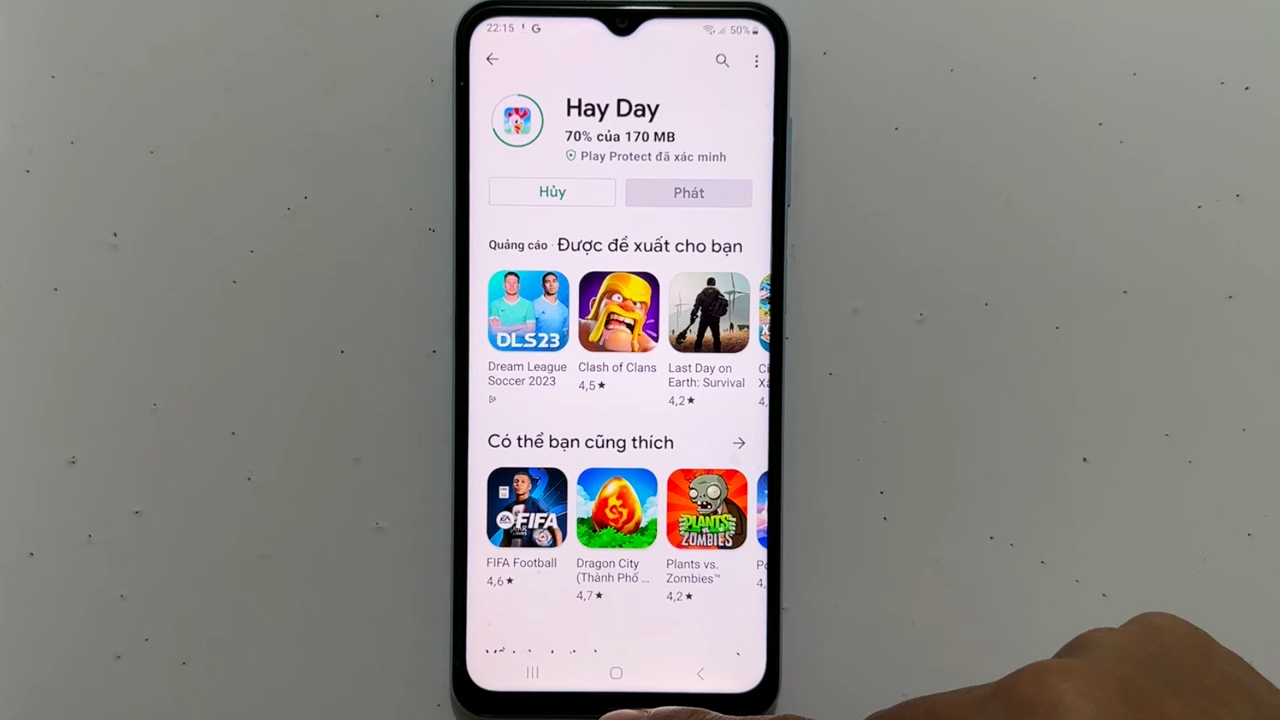 22:15 ! G 50%
Hay Day
70% của 170 MB
Play Protect đã xác minh
Hủy Phát
Quảng cáo · Được đề xuất cho bạn
DLS23
Dream League Soccer 2023
Clash of Clans
4,5★
Last Day on Earth: Survival
4,2★
4,
Có thể bạn cũng thích
EA FIFA
PLANTS VS. ZOMBIES
FIFA Football
4,6★
Dragon City (Thành Phố ...
4,7★
Plants vs. Zombies™
4,2★
4,